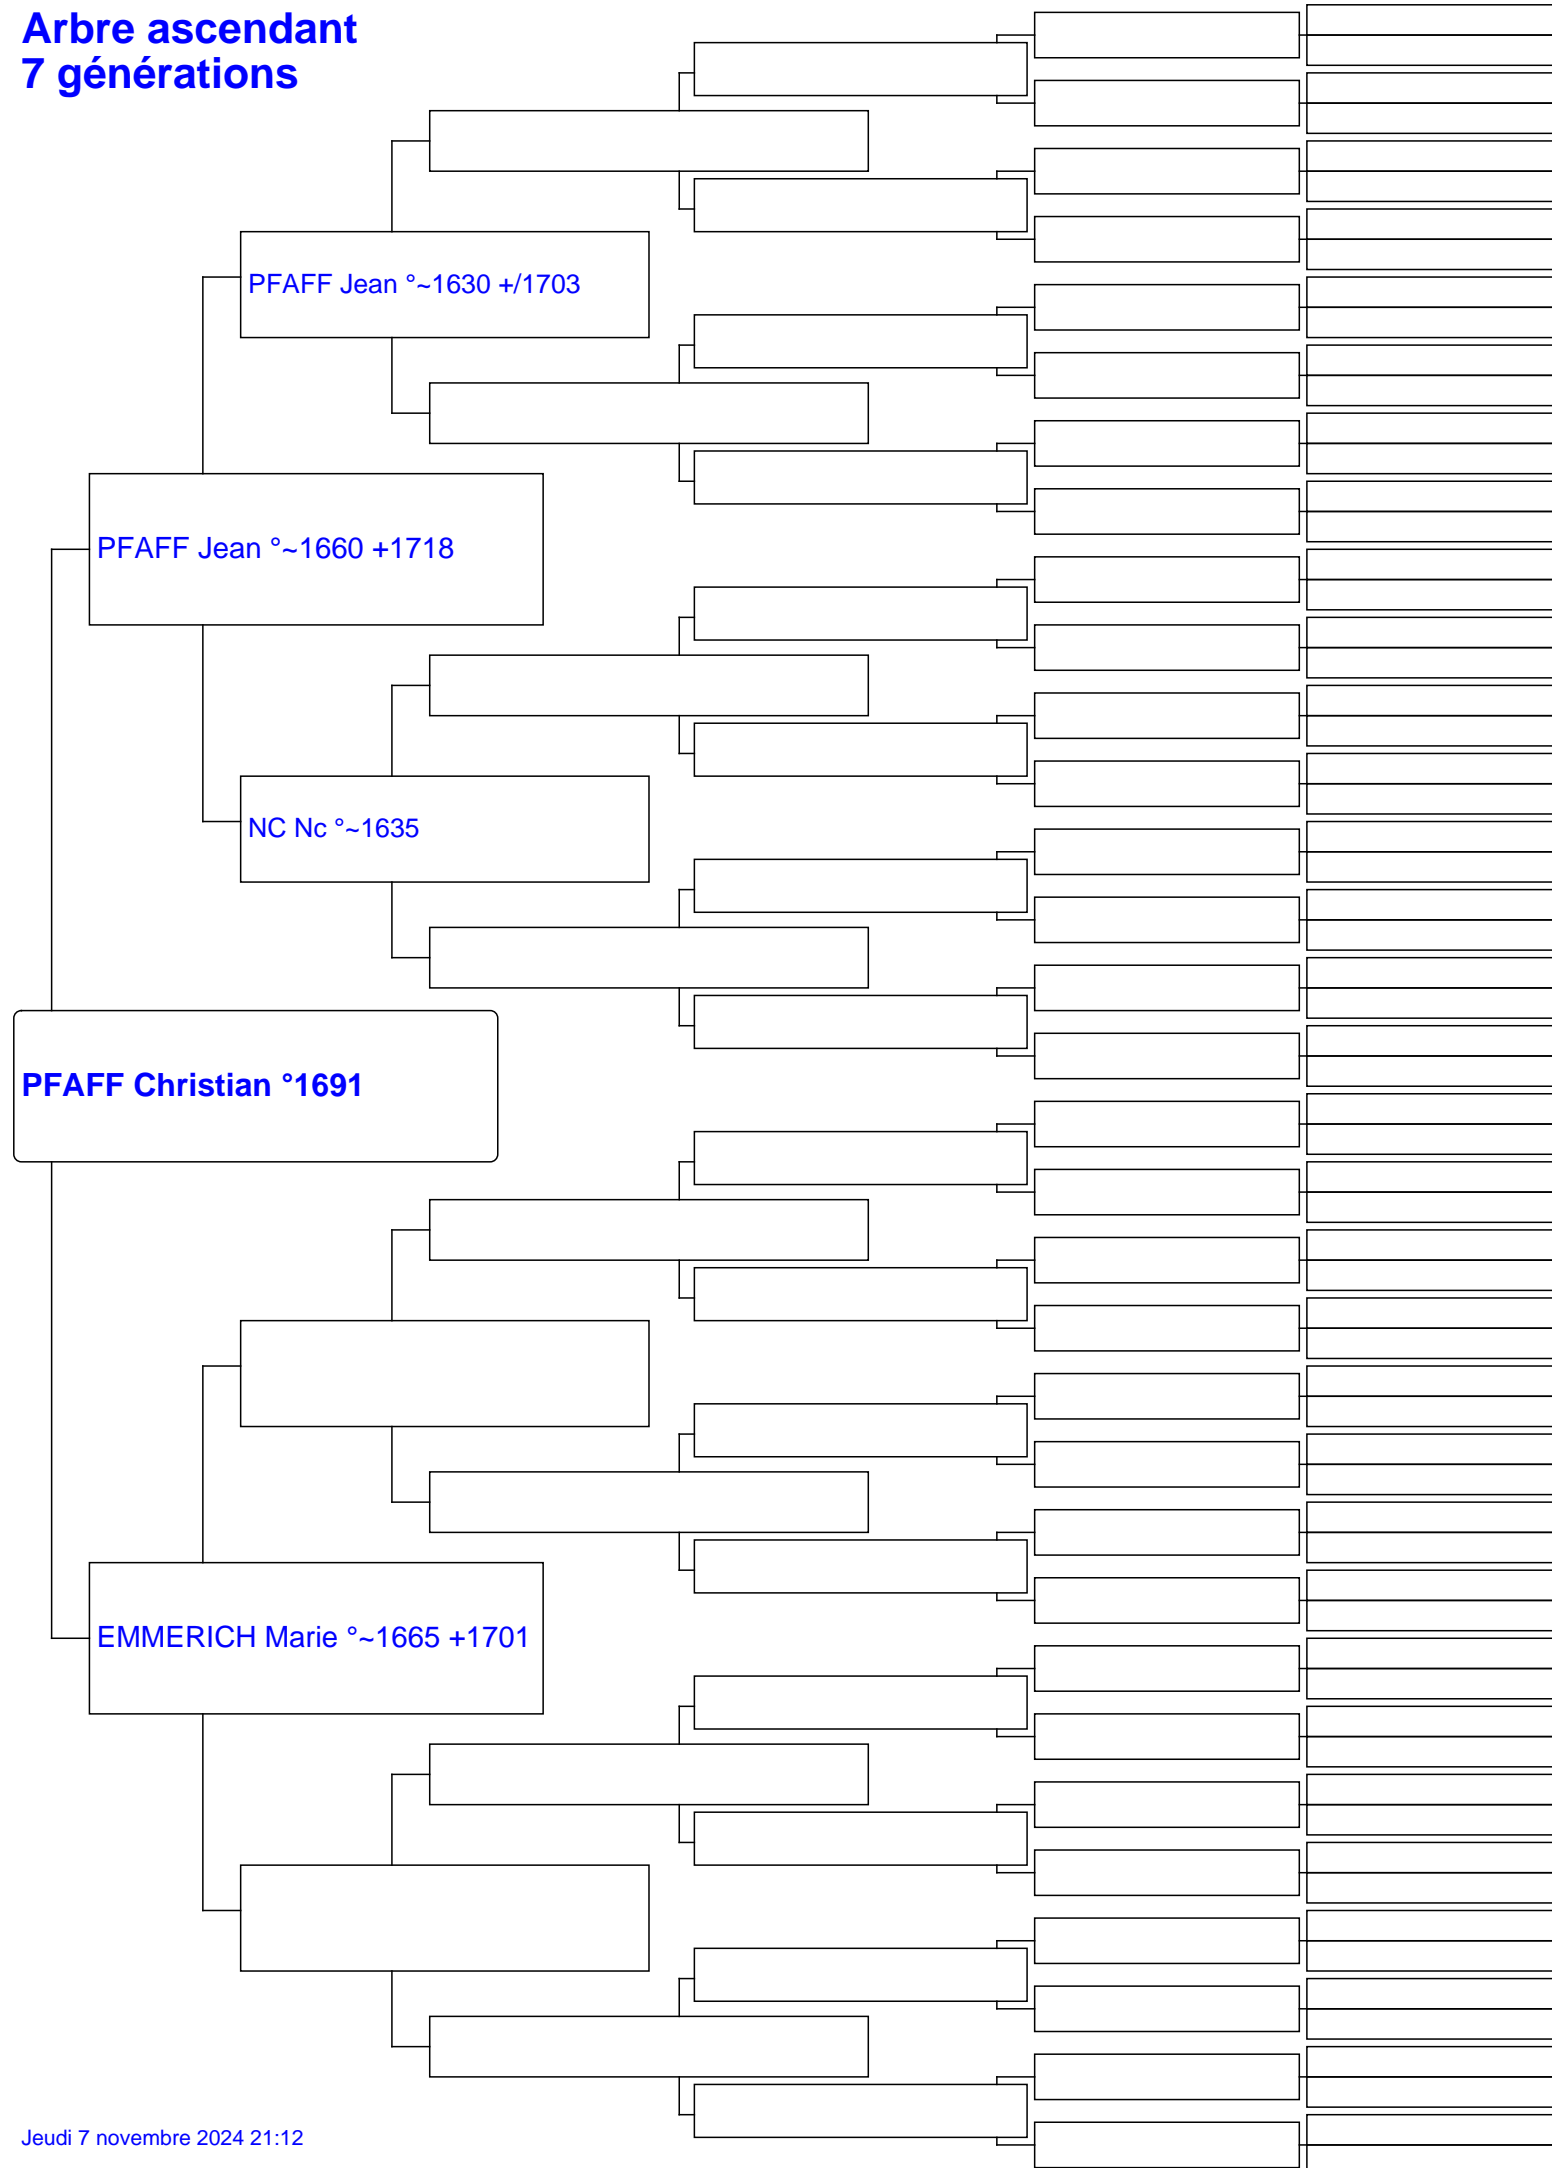 Arbre ascendant
7 générations
PFAFF Jean °~1630 +/1703
PFAFF Jean °~1660 +1718
NC Nc °~1635
PFAFF Christian °1691
EMMERICH Marie °~1665 +1701
Jeudi 7 novembre 2024 21:12